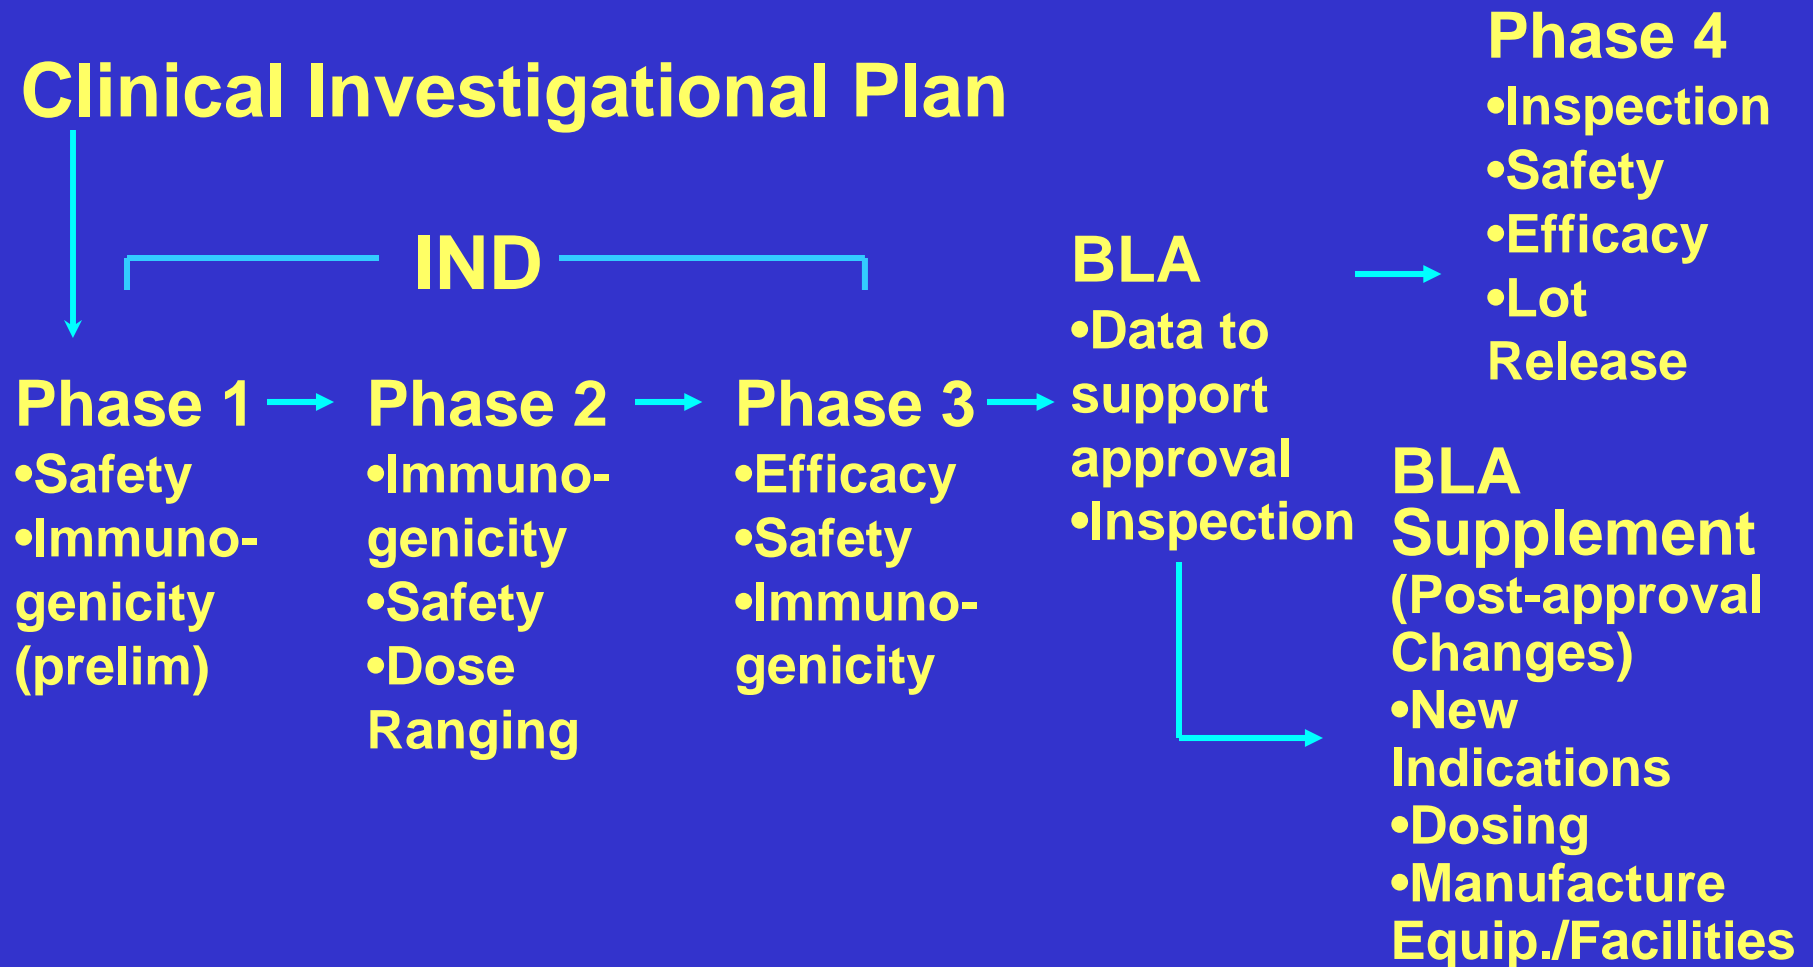 Clinical Investigational Plan
IND
Phase 1
•Safety
•Immuno-
genicity
(prelim)
Phase 2
•Immuno-
genicity
•Safety
•Dose
Ranging
Phase 3
•Efficacy
•Safety
•Immuno-
genicity
BLA
•Data to
support
approval
•Inspection
Phase 4
•Inspection
•Safety
•Efficacy
•Lot
Release
BLA
Supplement
(Post-approval
Changes)
•New
Indications
•Dosing
•Manufacture
Equip./Facilities